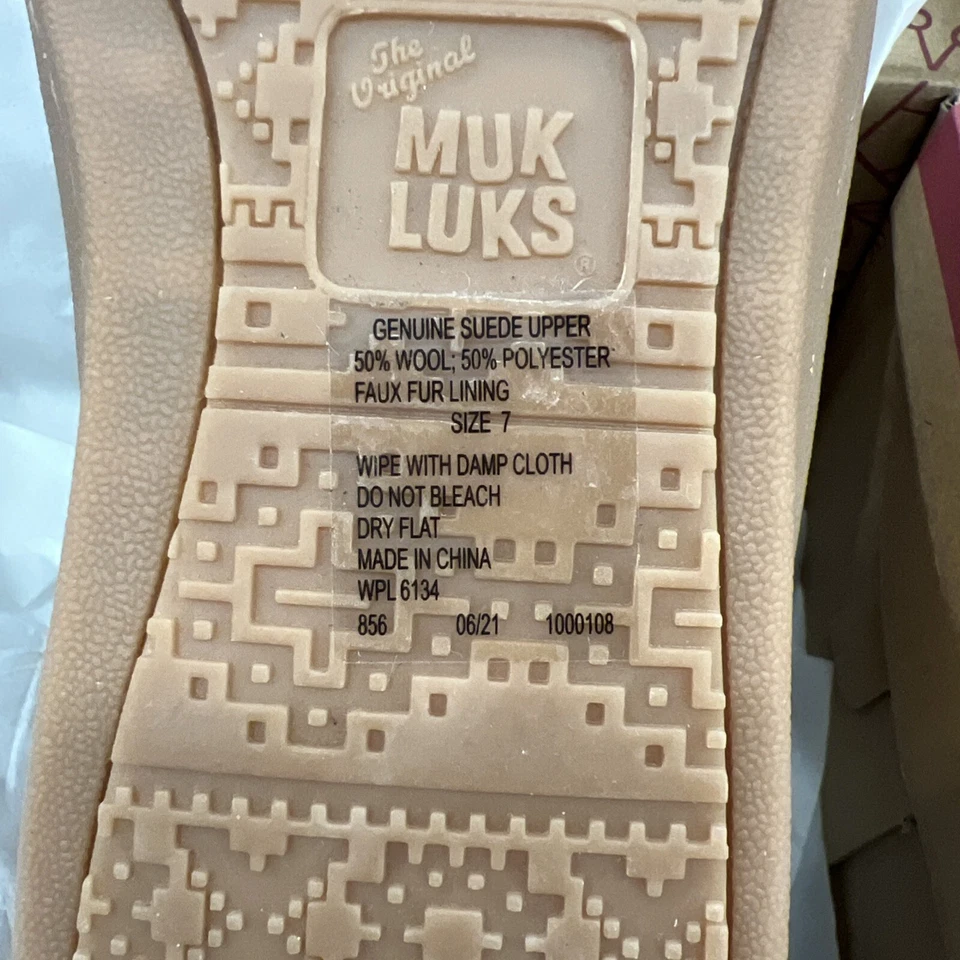 The
Original
MUK
LUKS
®
GENUINE SUEDE UPPER
50% WOOL; 50% POLYESTER
FAUX FUR LINING
SIZE 7
WIPE WITH DAMP CLOTH
DO NOT BLEACH
DRY FLAT
MADE IN CHINA
WPL 6134
856 06/21 1000108